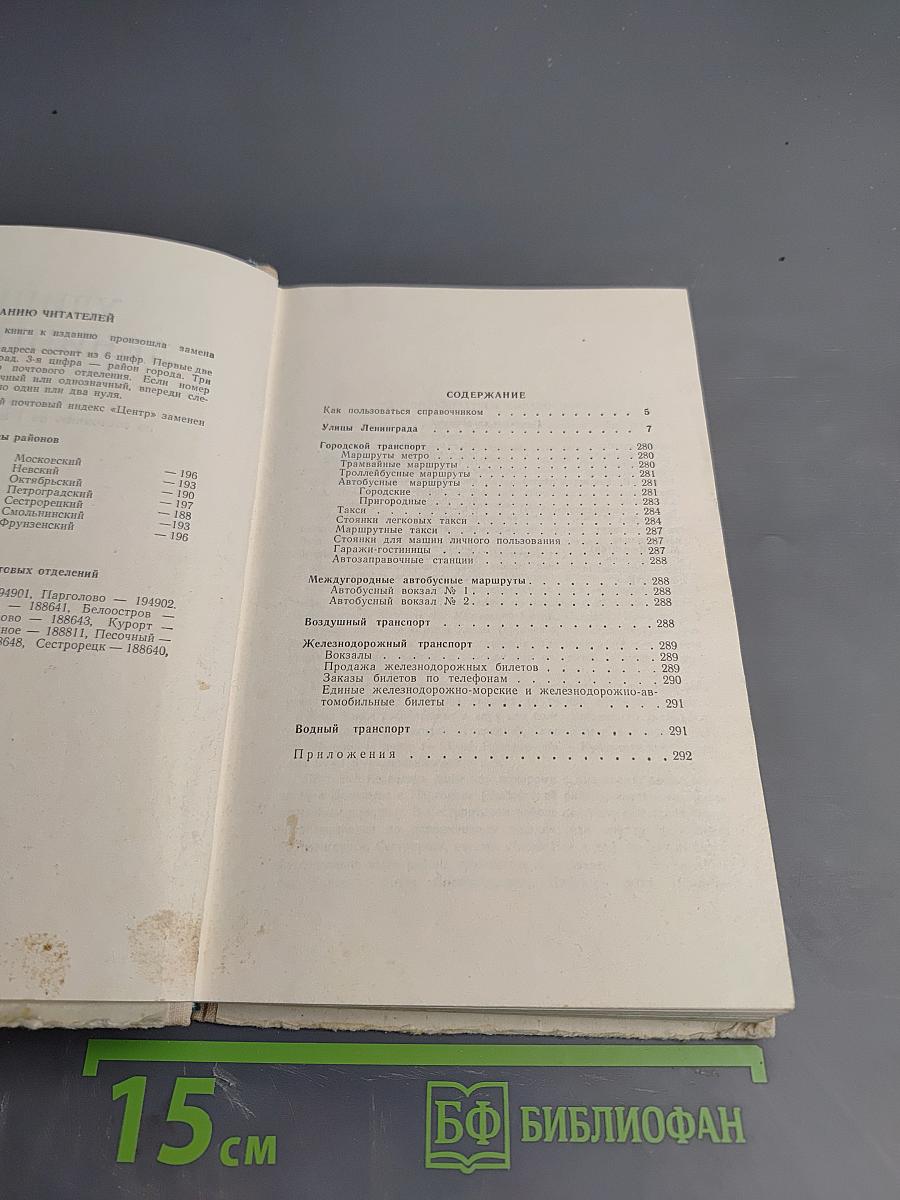 АНИЮ ЧИТАТЕЛЕЙ
книги к изданию произошла замена
адреса состоит из 6 цифр. Первые две
рад. 3-я цифра — район города. Три
р почтового отделения. Если номер
чный или однозначный, впереди сле-
ю один или два нуля.
й почтовый индекс «Центр» заменен
ы районов
Московский — 196
Невский — 193
Октябрьский — 190
Петроградский — 197
Сестрорецкий — 188
Смольнинский —193
Фрунзенский — 196
товых отделений
94901, Парголово — 194902.
— 188641, Белоостров —
ово — 188643, Курорт —
ное — 188811, Песочный —
8648, Сестрорецк — 188640,
СОДЕРЖАНИЕ
Как пользоваться справочником . . . . . . . . . . 5
Улицы Ленинграда . . . . . . . . . . . . . . . 7
Городской транспорт . . . . . . . . . . . . . . 280
Маршруты метро . . . . . . . . . . . . . . 280
Трамвайные маршруты . . . . . . . . . . . . 280
Троллейбусные маршруты . . . . . . . . . . . 281
Автобусные маршруты . . . . . . . . . . . . 281
Городские . . . . . . . . . . . . . . . 281
Пригородные . . . . . . . . . . . . . . 283
Такси . . . . . . . . . . . . . . . . . . 284
Стоянки легковых такси . . . . . . . . . . . 284
Маршрутные такси . . . . . . . . . . . . . 287
Стоянки для машин личного пользования . . . . . . 287
Гаражи-гостиницы . . . . . . . . . . . . . 287
Автозаправочные станции . . . . . . . . . . . 288
Междугородные автобусные маршруты . . . . . . . . 288
Автобусный вокзал № 1 . . . . . . . . . . . . 288
Автобусный вокзал № 2 . . . . . . . . . . . . 288
Воздушный транспорт . . . . . . . . . . . . . . 288
Железнодорожный транспорт . . . . . . . . . . . 289
Вокзалы . . . . . . . . . . . . . . . . . 289
Продажа железнодорожных билетов . . . . . . . . 289
Заказы билетов по телефонам . . . . . . . . . . 290
Единые железнодорожно-морские и железнодорожно-ав-
томобильные билеты . . . . . . . . . . . . 291
Водный транспорт . . . . . . . . . . . . . . . 291
Приложения . . . . . . . . . . . . . . . . . 292
15 см
БФ БИБЛИОФАН